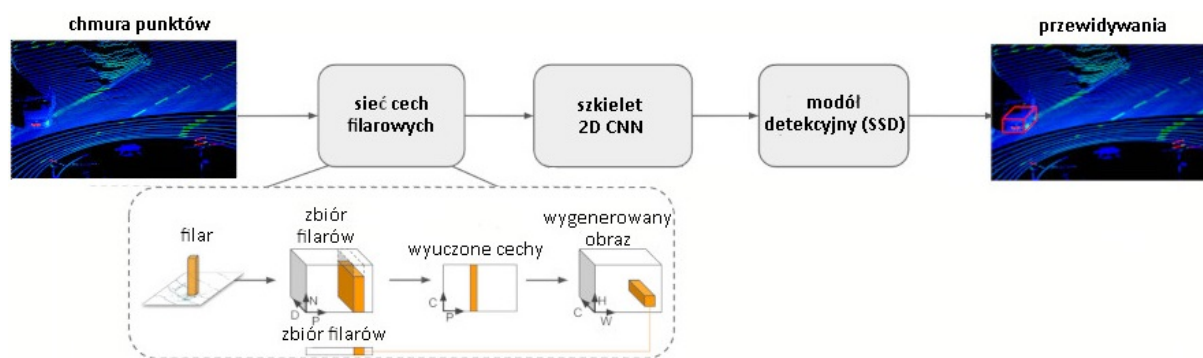 chmura punktów
przewidywania
sieć cech
filarowych
szkielet
2D CNN
modół
detekcyjny (SSD)
filar
zbiór
filarów
wyuczone cechy
wygenerowany
obraz
N
D
P
C
P
H
C
W
zbiór filarów